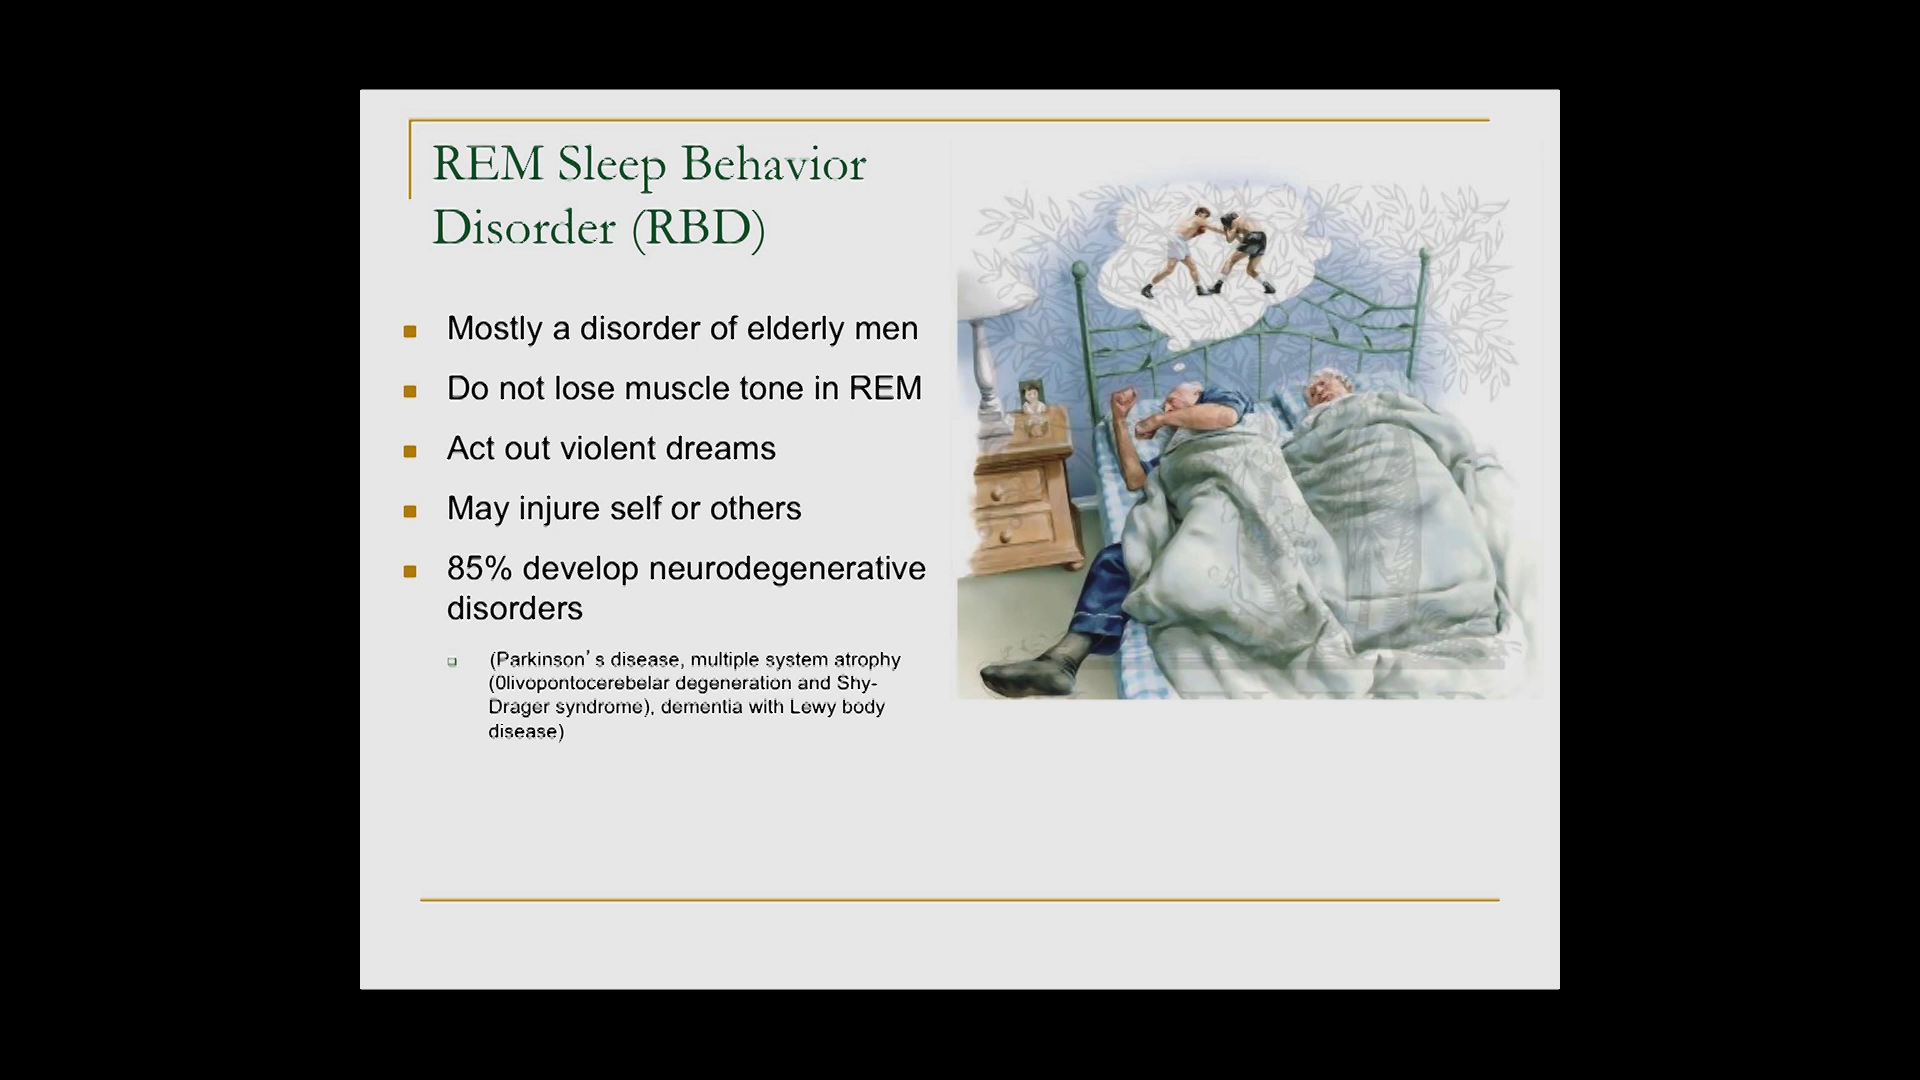 REM Sleep Behavior
Disorder (RBD)
Mostly a disorder of elderly men
Do not lose muscle tone in REM
Act out violent dreams
May injure self or others
85% develop neurodegenerative
disorders
(Parkinson’s disease, multiple system atrophy
(0livopontocerebelar degeneration and Shy-
Drager syndrome), dementia with Lewy body
disease)